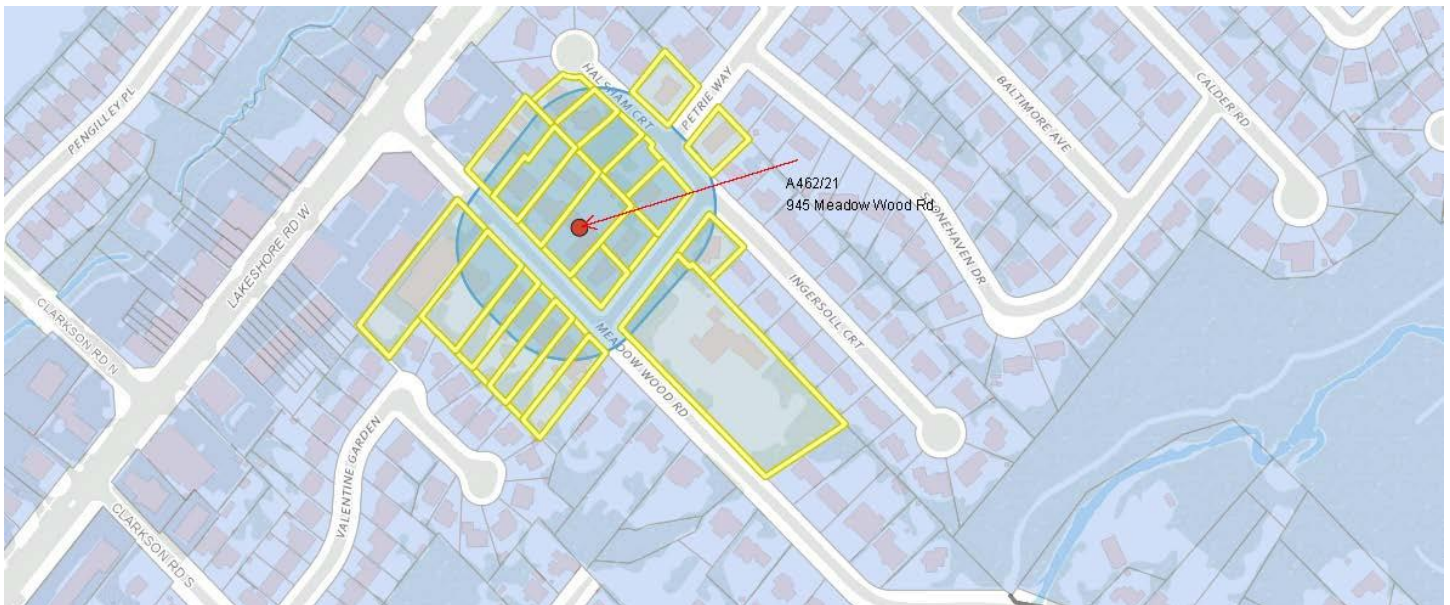 PENGILLEY PL
HALSHAM CRT
PETRIE WAY
BALTIMORE AVE
CALDER RD
A462/21
945 Meadow Wood Rd
STONEHAVEN DR
LAKESHORE RD W
CLARKSON RD N
INGERSOLL CRT
MEADOW WOOD RD
VALENTINE GARDEN
CLARKSON RD S